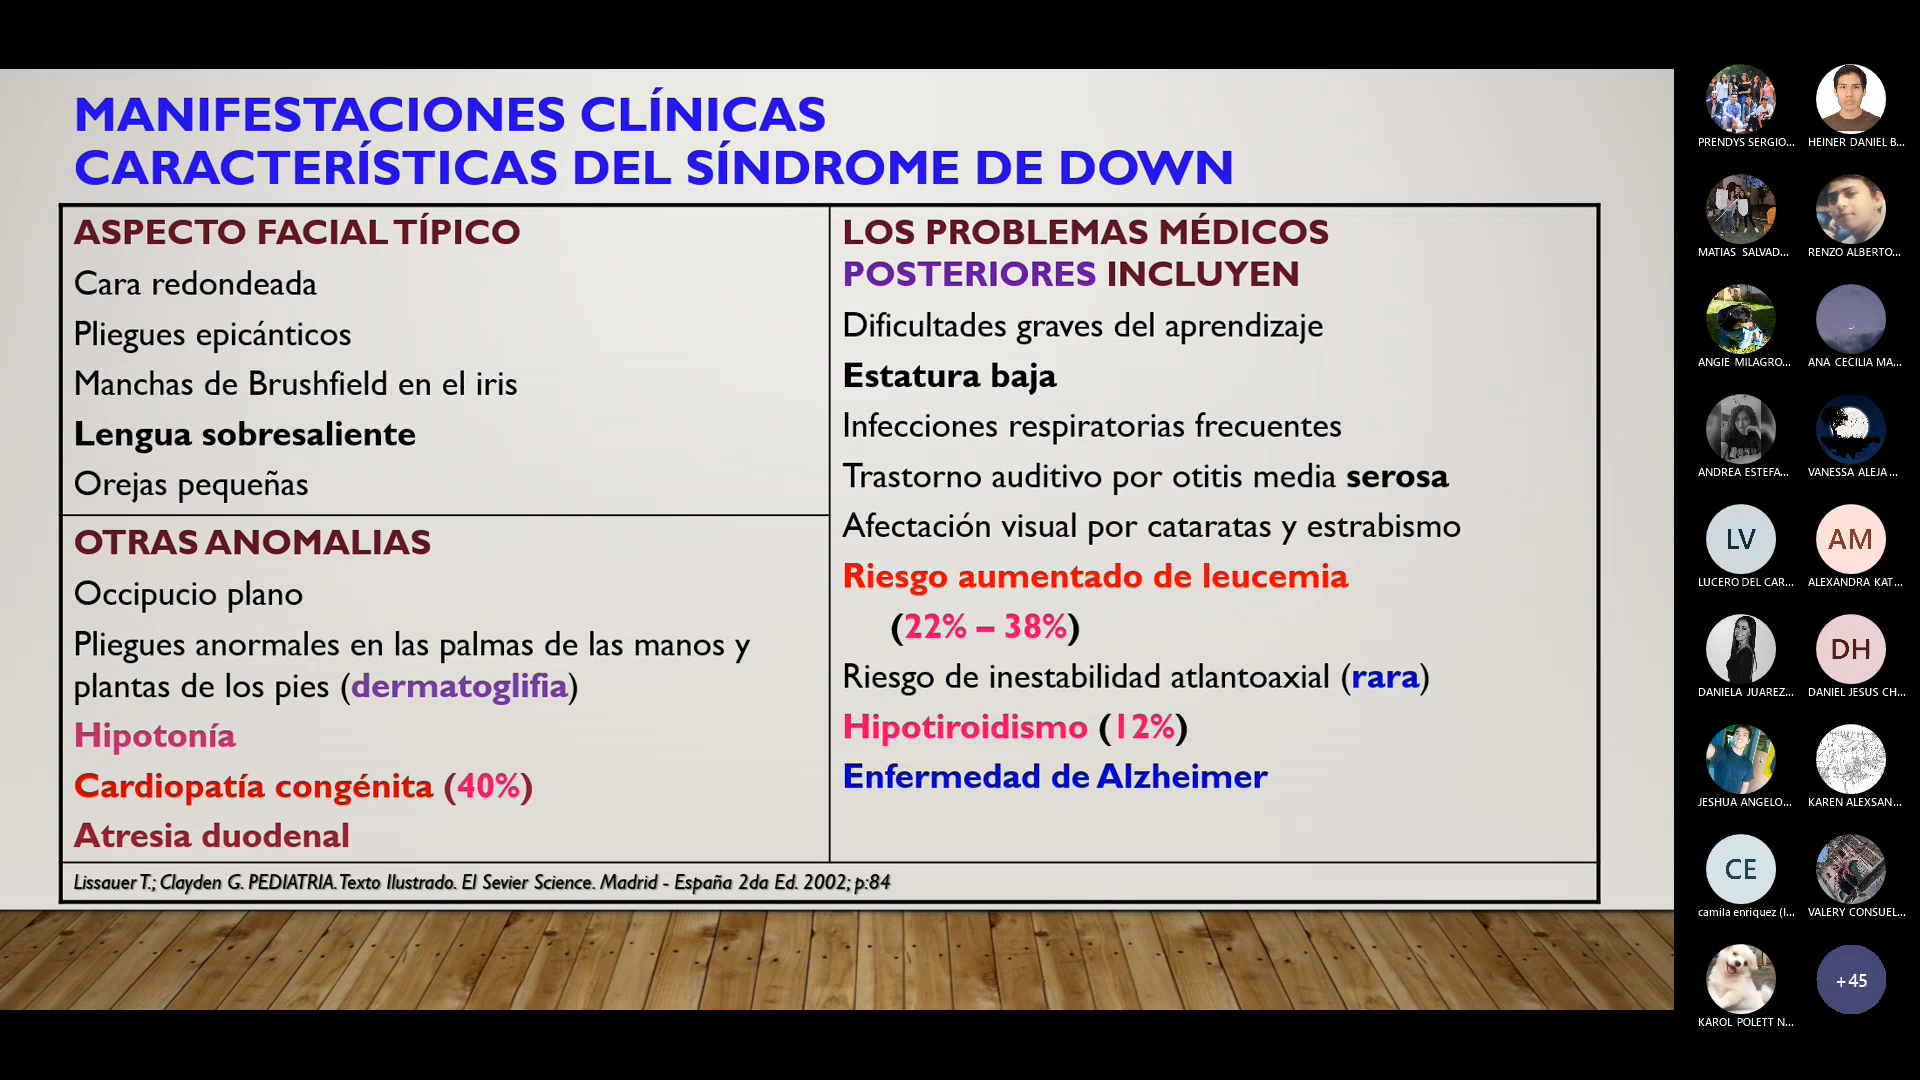 MANIFESTACIONES CLÍNICAS
CARACTERÍSTICAS DEL SÍNDROME DE DOWN
ASPECTO FACIAL TÍPICO
Cara redondeada
Pliegues epicánticos
Manchas de Brushfield en el iris
Lengua sobresaliente
Orejas pequeñas
OTRAS ANOMALIAS
Occipucio plano
Pliegues anormales en las palmas de las manos y
plantas de los pies (dermatoglifia)
Hipotonía
Cardiopatía congénita (40%)
Atresia duodenal
LOS PROBLEMAS MÉDICOS
POSTERIORES INCLUYEN
Dificultades graves del aprendizaje
Estatura baja
Infecciones respiratorias frecuentes
Trastorno auditivo por otitis media serosa
Afectación visual por cataratas y estrabismo
Riesgo aumentado de leucemia
(22% – 38%)
Riesgo de inestabilidad atlantoaxial (rara)
Hipotiroidismo (12%)
Enfermedad de Alzheimer
Lissauer T.; Clayden G. PEDIATRIA. Texto Ilustrado. El Sevier Science. Madrid - España 2da Ed. 2002; p:84
PRENDYS SERGIO...
HEINER DANIEL B...
MATIAS SALVAD...
RENZO ALBERTO...
ANGIE MILAGRO...
ANA CECILIA MA...
ANDREA ESTEFA...
VANESSA ALEJA...
LV
AM
LUCERO DEL CAR...
ALEXANDRA KAT...
DH
DANIELA JUAREZ...
DANIEL JESUS CH...
JESHUA ANGELO...
KAREN ALEXSAN...
CE
camila enriquez (I...
VALERY CONSUEL...
+45
KAROL POLETT N...